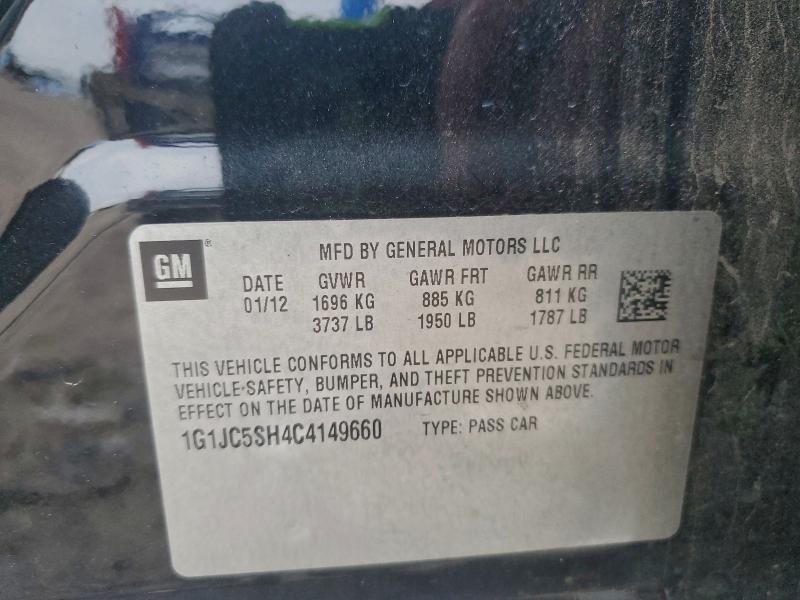 GM ®
MFD BY GENERAL MOTORS LLC
DATE GVWR GAWR FRT GAWR RR
01/12 1696 KG 885 KG 811 KG
3737 LB 1950 LB 1787 LB
THIS VEHICLE CONFORMS TO ALL APPLICABLE U.S. FEDERAL MOTOR
VEHICLE-SAFETY, BUMPER, AND THEFT PREVENTION STANDARDS IN
EFFECT ON THE DATE OF MANUFACTURE SHOWN ABOVE.
1G1JC5SH4C4149660 TYPE: PASS CAR